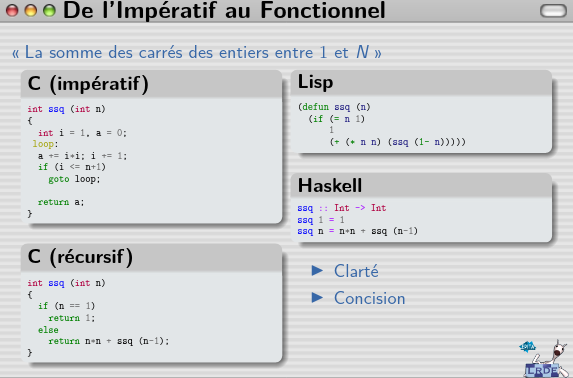 De l'Impératif au Fonctionnel
« La somme des carrés des entiers entre 1 et N »
C (impératif)
int ssq (int n)
{
  int i = 1, a = 0;
 loop:
  a += i*i; i += 1;
  if (i <= n+1)
    goto loop;

  return a;
}
C (récursif)
int ssq (int n)
{
  if (n == 1)
    return 1;
  else
    return n*n + ssq (n-1);
}
Lisp
(defun ssq (n)
  (if (= n 1)
      1
      (+ (* n n) (ssq (1- n)))))
Haskell
ssq :: Int -> Int
ssq 1 = 1
ssq n = n*n + ssq (n-1)
▶ Clarté
▶ Concision
LRDE